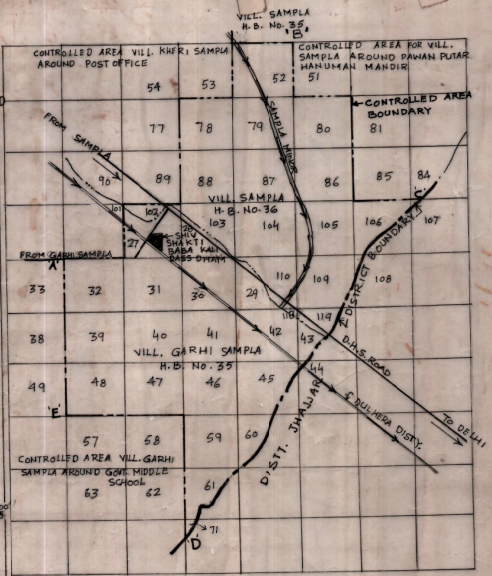 VILL. SAMPLA
H.B. NO. 35
'B'
CONTROLLED AREA VILL. KHERI SAMPLA
AROUND POST OFFICE
CONTROLLED AREA FOR VILL.
SAMPLA AROUND PAWAN PUTAR
HANUMAN MANDIR
54 53 52 51
CONTROLLED AREA
BOUNDARY
SAMPLA MINOR
FROM SAMPLA
77 78 79 80 81
90 89 88 87 86 85 84
VILL. SAMPLA
H.B. NO. 36
'C'
101 102 103 104 105 106 107
28
SHIV
SHAKTI
BABA KALI
DASS DHAM
27
FROM GARHI SAMPLA
'A'
110 109 108
DISTRICT BOUNDARY
33 32 31 30 29
118 119
38 39 40 41 42 43
D.H.S. ROAD
VILL. GARHI SAMPLA
H.B. NO. 35
44
49 48 47 46 45
DULHERA DISTY.
TO DELHI
'E'
DISTT. JHAJJAR
57 58 59 60
CONTROLLED AREA VILL. GARHI
SAMPLA AROUND GOVT. MIDDLE
SCHOOL
63 62 61
71
'D'